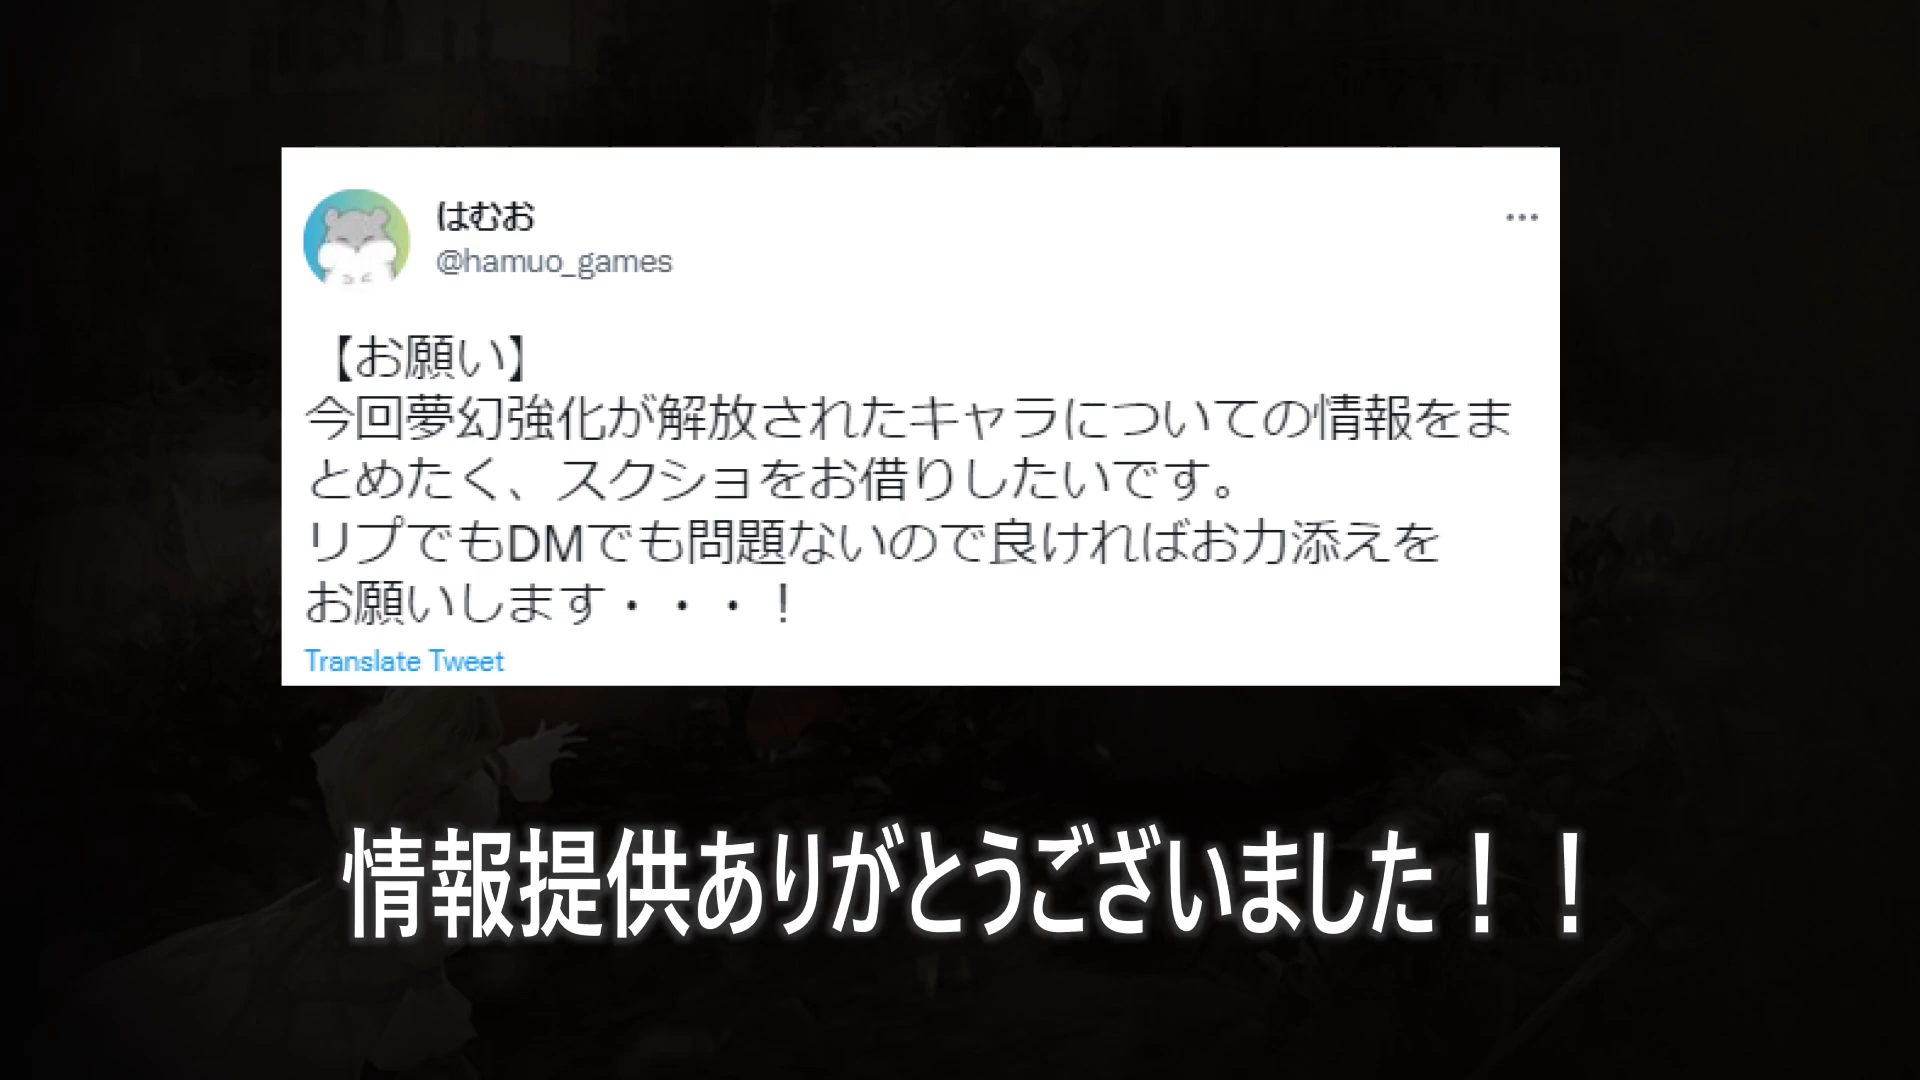 はむお
@hamuo_games
【お願い】
今回夢幻強化が解放されたキャラについての情報をま
とめたく、スクショをお借りしたいです。
リプでもDMでも問題ないので良ければお力添えを
お願いします・・・！
Translate Tweet
情報提供ありがとうございました！！